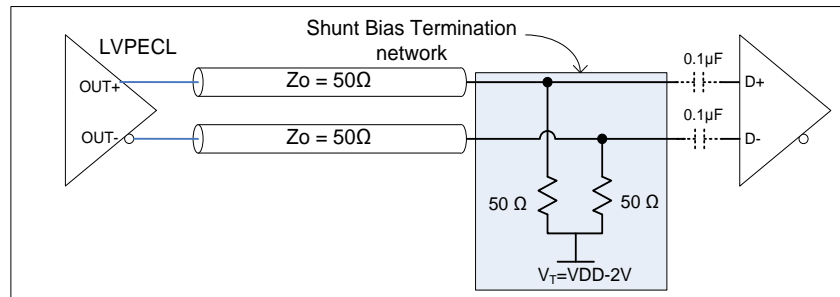 Shunt Bias Termination
network
LVPECL
OUT+
OUT-
Zo = 50Ω
Zo = 50Ω
0.1µF
0.1µF
D+
D-
50 Ω
50 Ω
VT=VDD-2V